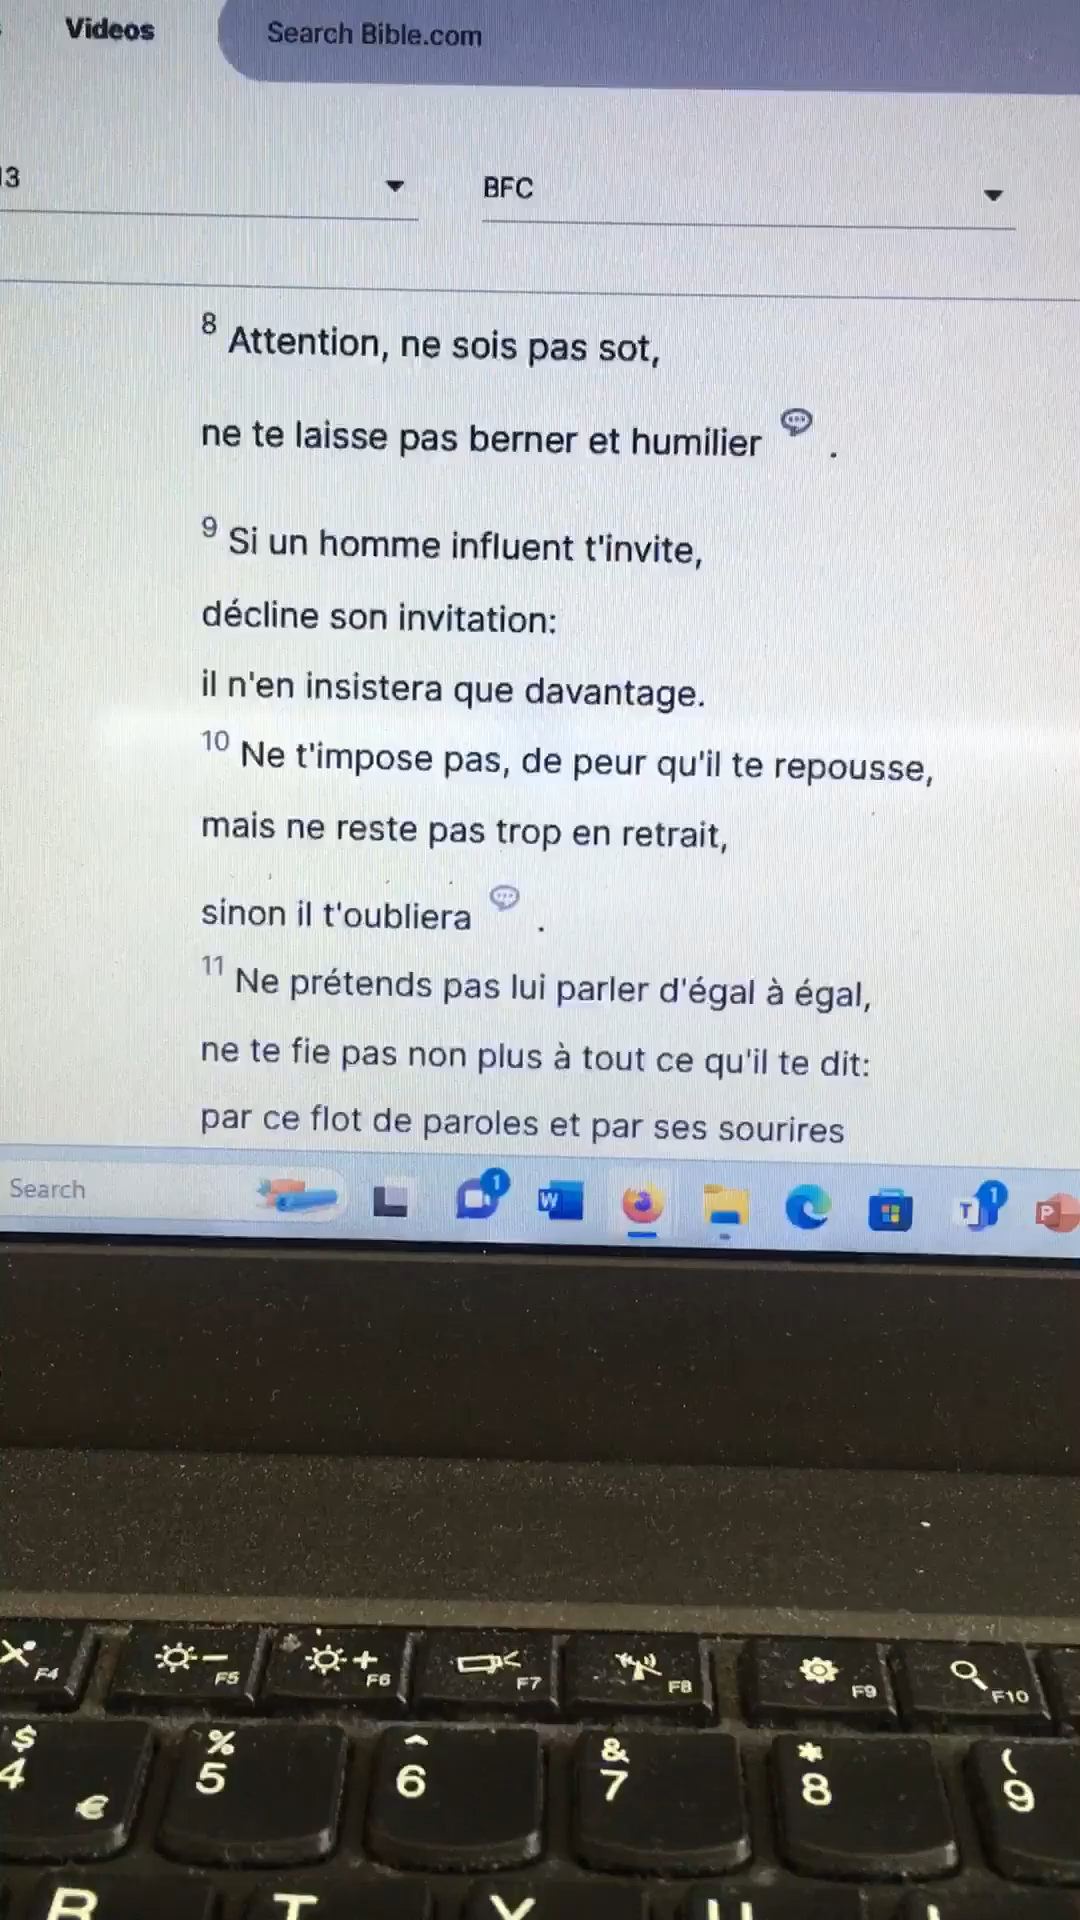 Videos
Search Bible.com
13
BFC
8 Attention, ne sois pas sot,
ne te laisse pas berner et humilier .
9 Si un homme influent t'invite,
décline son invitation:
il n'en insistera que davantage.
10 Ne t'impose pas, de peur qu'il te repousse,
mais ne reste pas trop en retrait,
sinon il t'oubliera .
11 Ne prétends pas lui parler d'égal à égal,
ne te fie pas non plus à tout ce qu'il te dit:
par ce flot de paroles et par ses sourires
Search
1
W
T
1
P
F4
F5
F6
F7
F8
F9
F10
$
4
€
%
5
^
6
&
7
*
8
(
9
R
T
Y
U